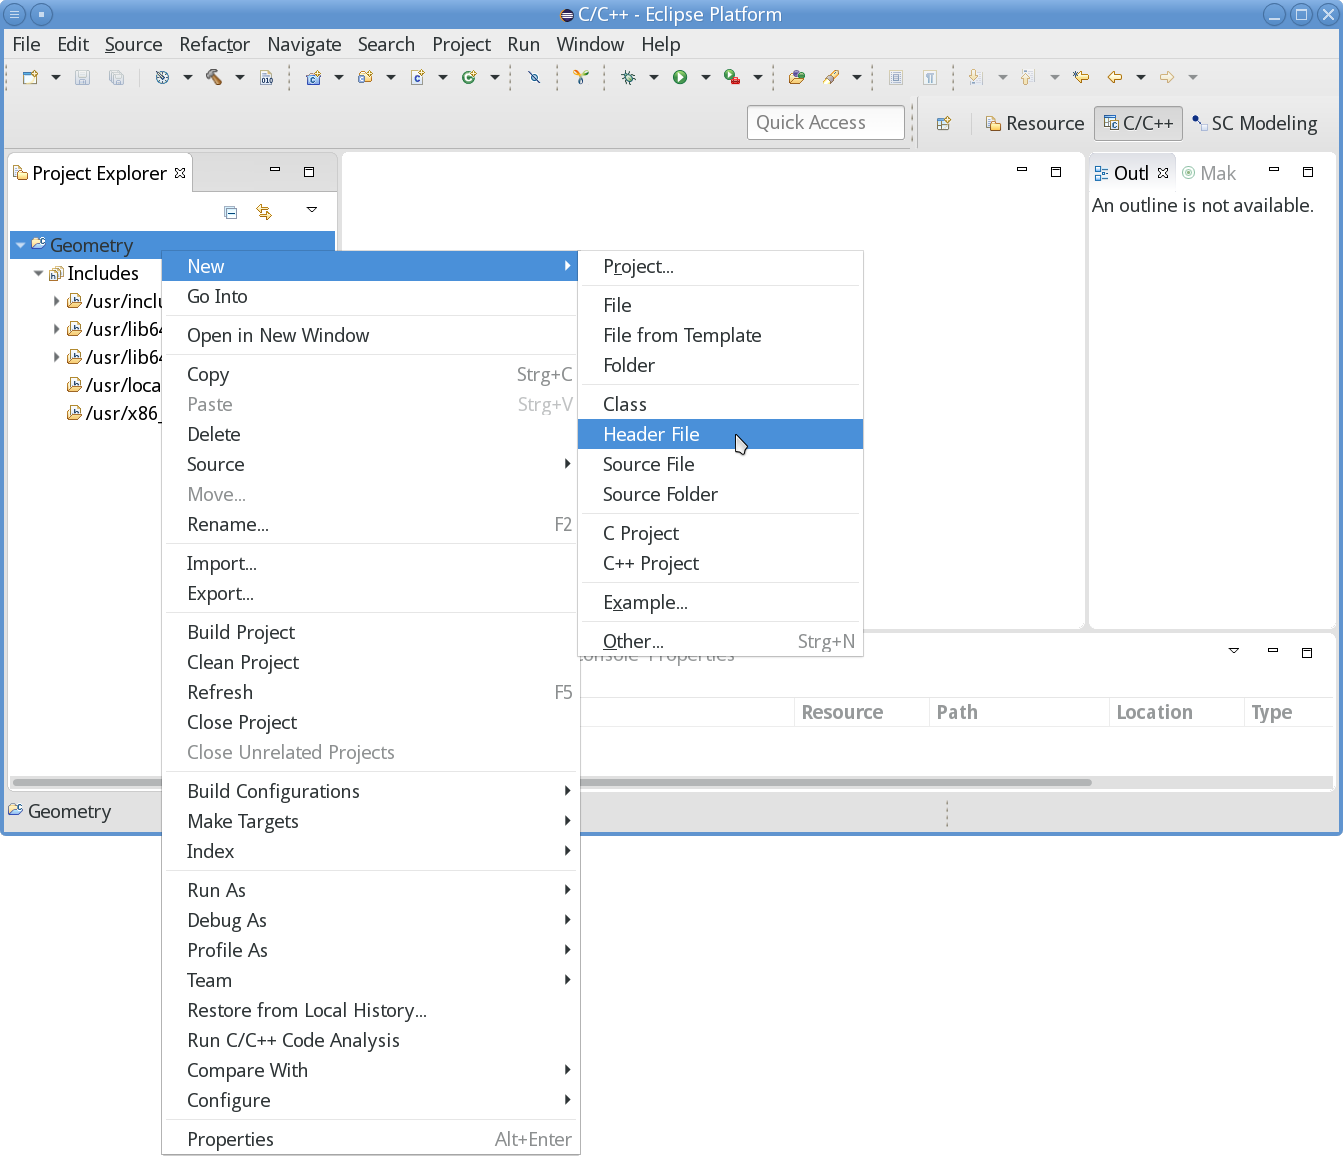 C/C++ - Eclipse Platform
File Edit Source Refactor Navigate Search Project Run Window Help
Quick Access
Resource
C/C++
SC Modeling
Project Explorer
Outl
Mak
An outline is not available.
Geometry
Includes
/usr/inclu
/usr/lib64
/usr/lib64
/usr/loca
/usr/x86_
New
Go Into
Open in New Window
Copy Strg+C
Paste Strg+V
Delete
Source
Move...
Rename... F2
Import...
Export...
Build Project
Clean Project
Refresh F5
Close Project
Close Unrelated Projects
Build Configurations
Make Targets
Index
Run As
Debug As
Profile As
Team
Restore from Local History...
Run C/C++ Code Analysis
Compare With
Configure
Properties Alt+Enter
Project...
File
File from Template
Folder
Class
Header File
Source File
Source Folder
C Project
C++ Project
Example...
Other... Strg+N
Properties
Resource Path Location Type
Geometry